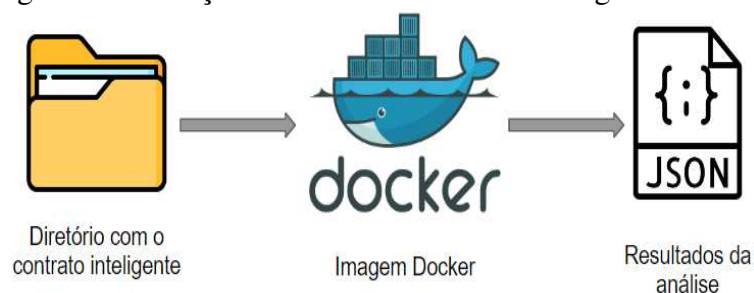 docker
{;}
JSON
Diretório com o
contrato inteligente
Imagem Docker
Resultados da
análise